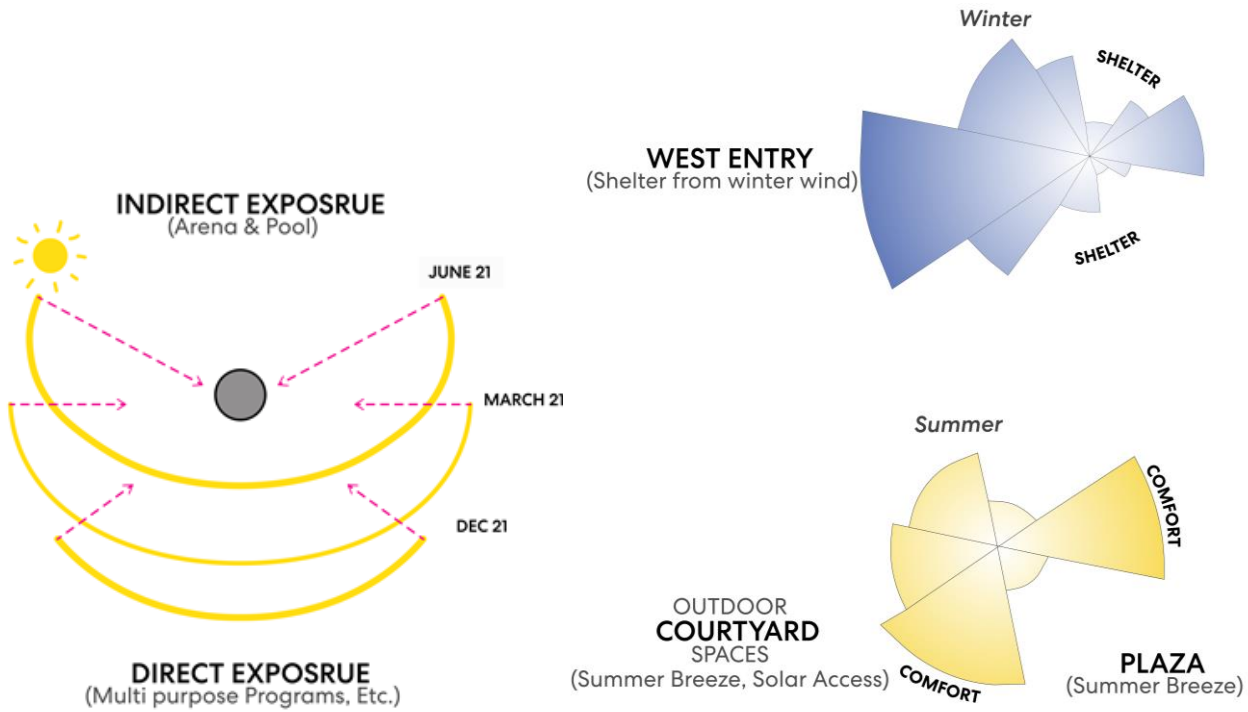 INDIRECT EXPOSRUE
(Arena & Pool)
JUNE 21
MARCH 21
DEC 21
DIRECT EXPOSRUE
(Multi purpose Programs, Etc.)
Winter
SHELTER
WEST ENTRY
(Shelter from winter wind)
SHELTER
Summer
COMFORT
OUTDOOR
COURTYARD
SPACES
(Summer Breeze, Solar Access)
COMFORT
PLAZA
(Summer Breeze)